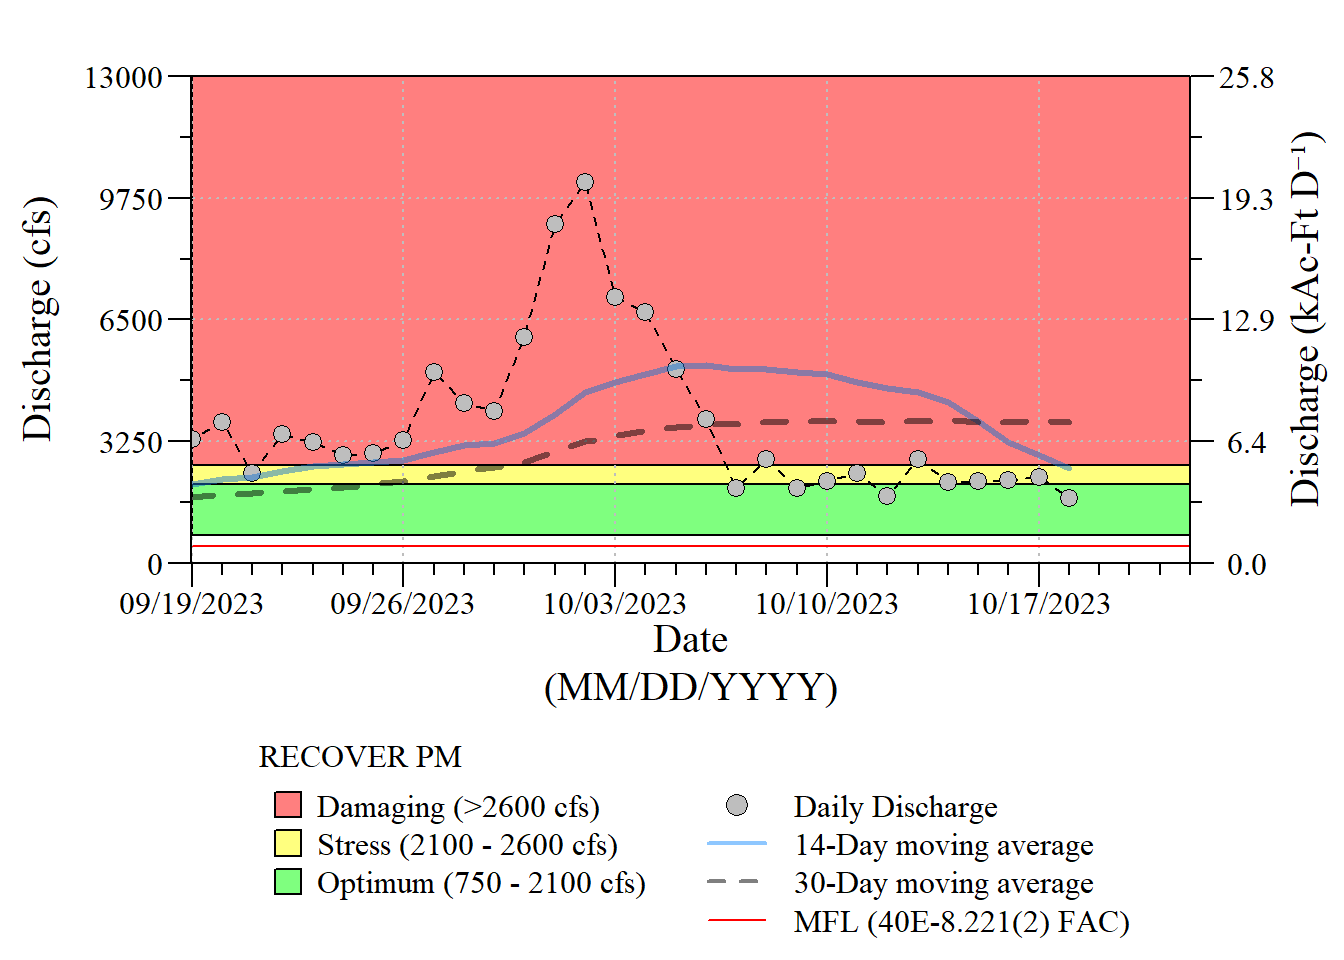 13000
9750
6500
3250
0
Discharge (cfs)
25.8
19.3
12.9
6.4
0.0
Discharge (kAc-Ft D⁻¹)
09/19/2023
09/26/2023
10/03/2023
10/10/2023
10/17/2023
Date
(MM/DD/YYYY)
RECOVER PM
Damaging (>2600 cfs)
Stress (2100 - 2600 cfs)
Optimum (750 - 2100 cfs)
Daily Discharge
14-Day moving average
30-Day moving average
MFL (40E-8.221(2) FAC)